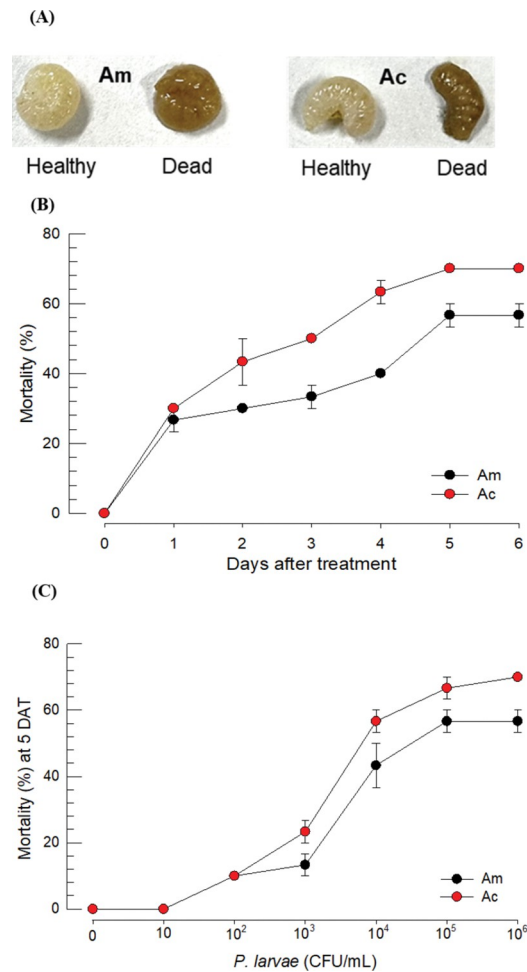 (A)
Am
Ac
Healthy
Dead
Healthy
Dead
(B)
80
60
40
20
0
Mortality (%)
0 1 2 3 4 5 6
Days after treatment
Am
Ac
(C)
80
60
40
20
0
Mortality (%) at 5 DAT
0 10 10² 10³ 10⁴ 10⁵ 10⁶
P. larvae (CFU/mL)
Am
Ac